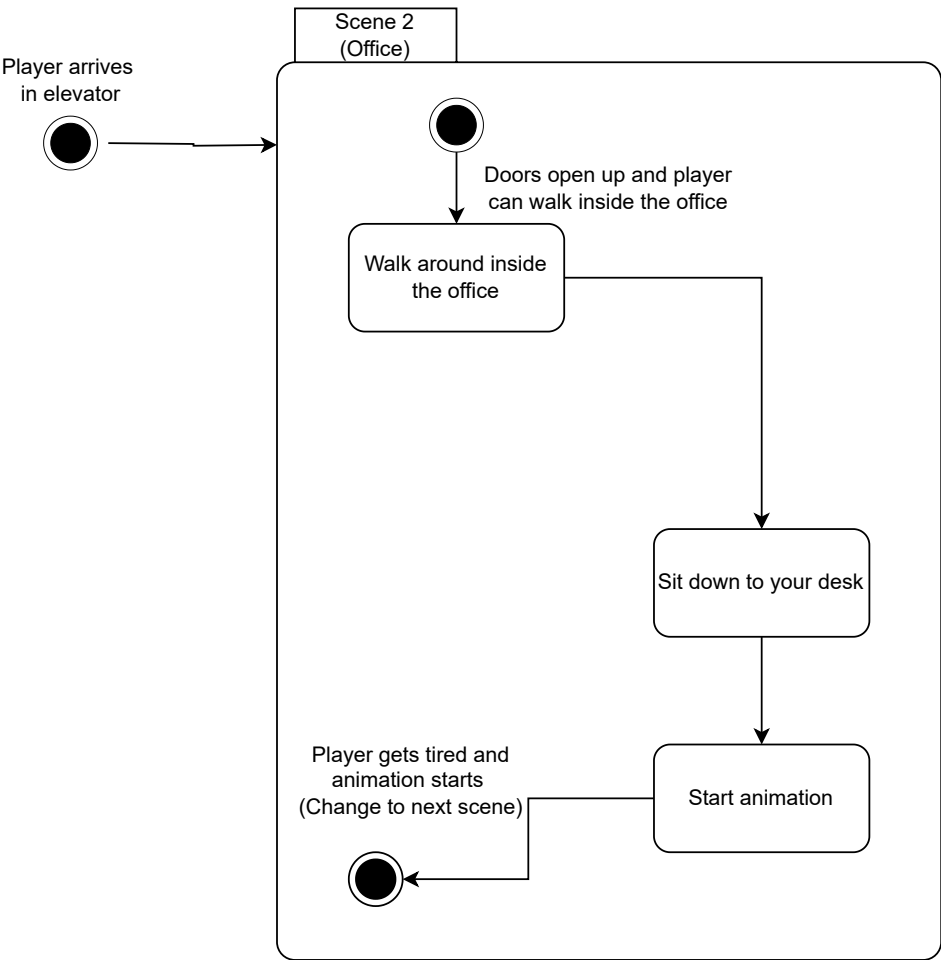 Scene 2
(Office)
Player arrives
in elevator
Doors open up and player
can walk inside the office
Walk around inside
the office
Sit down to your desk
Player gets tired and
animation starts
(Change to next scene)
Start animation